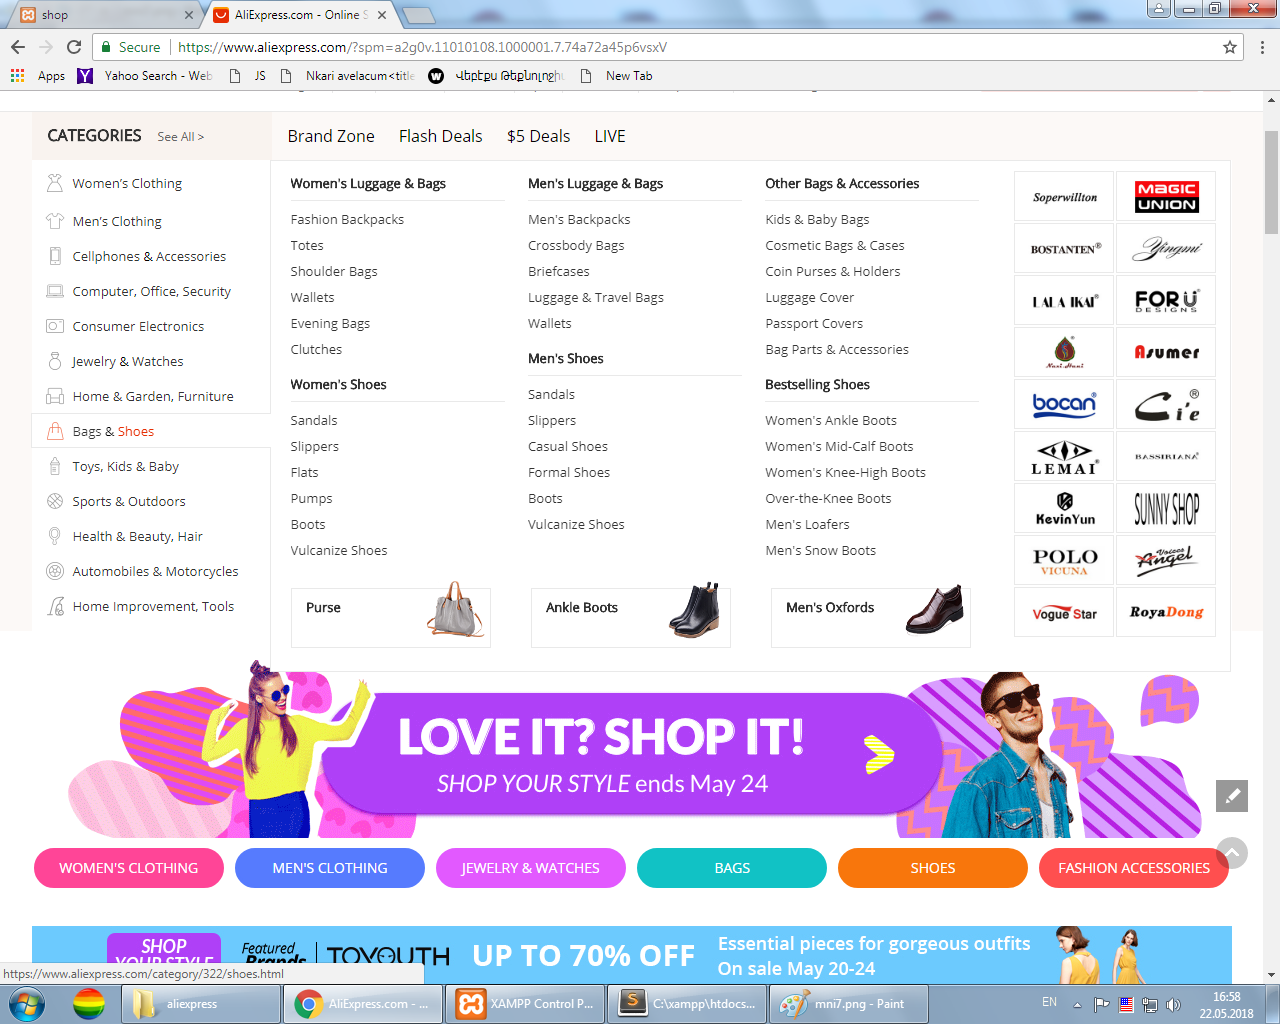 shop
AliExpress.com - Online S
Secure
https://www.aliexpress.com/?spm=a2g0v.11010108.1000001.7.74a72a45p6vsxV
Apps
Yahoo Search - Web
JS
Nkari avelacum<title
Վերէքս Թեքնոլոջիս
New Tab
CATEGORIES
See All >
Brand Zone
Flash Deals
$5 Deals
LIVE
Women's Clothing
Men's Clothing
Cellphones & Accessories
Computer, Office, Security
Consumer Electronics
Jewelry & Watches
Home & Garden, Furniture
Bags & Shoes
Toys, Kids & Baby
Sports & Outdoors
Health & Beauty, Hair
Automobiles & Motorcycles
Home Improvement, Tools
Women's Luggage & Bags
Fashion Backpacks
Totes
Shoulder Bags
Wallets
Evening Bags
Clutches
Women's Shoes
Sandals
Slippers
Flats
Pumps
Boots
Vulcanize Shoes
Men's Luggage & Bags
Men's Backpacks
Crossbody Bags
Briefcases
Luggage & Travel Bags
Wallets
Men's Shoes
Sandals
Slippers
Casual Shoes
Formal Shoes
Boots
Vulcanize Shoes
Other Bags & Accessories
Kids & Baby Bags
Cosmetic Bags & Cases
Coin Purses & Holders
Luggage Cover
Passport Covers
Bag Parts & Accessories
Bestselling Shoes
Women's Ankle Boots
Women's Mid-Calf Boots
Women's Knee-High Boots
Over-the-Knee Boots
Men's Loafers
Men's Snow Boots
Soperwillton
MAGIC
UNION
BOSTANTEN®
Yingmi
LALA IKAI®
FOR U
DESIGNS
Nusi Huni
Asumer
bocan
Cie®
LEMAI®
BASSIRIANA®
KevinYun
SUNNY SHOP
POLO
VICUNA
Voices
Angel
Vogue Star
RoyaDong
Purse
Ankle Boots
Men's Oxfords
LOVE IT? SHOP IT!
SHOP YOUR STYLE ends May 24
WOMEN'S CLOTHING
MEN'S CLOTHING
JEWELRY & WATCHES
BAGS
SHOES
FASHION ACCESSORIES
SHOP
YOUR STYLE
Featured
Brands
TOYOUTH
UP TO 70% OFF
Essential pieces for gorgeous outfits
On sale May 20-24
https://www.aliexpress.com/category/322/shoes.html
aliexpress
AliExpress.com - ...
XAMPP Control P...
C:\xampp\htdocs...
mni7.png - Paint
EN
16:58
22.05.2018